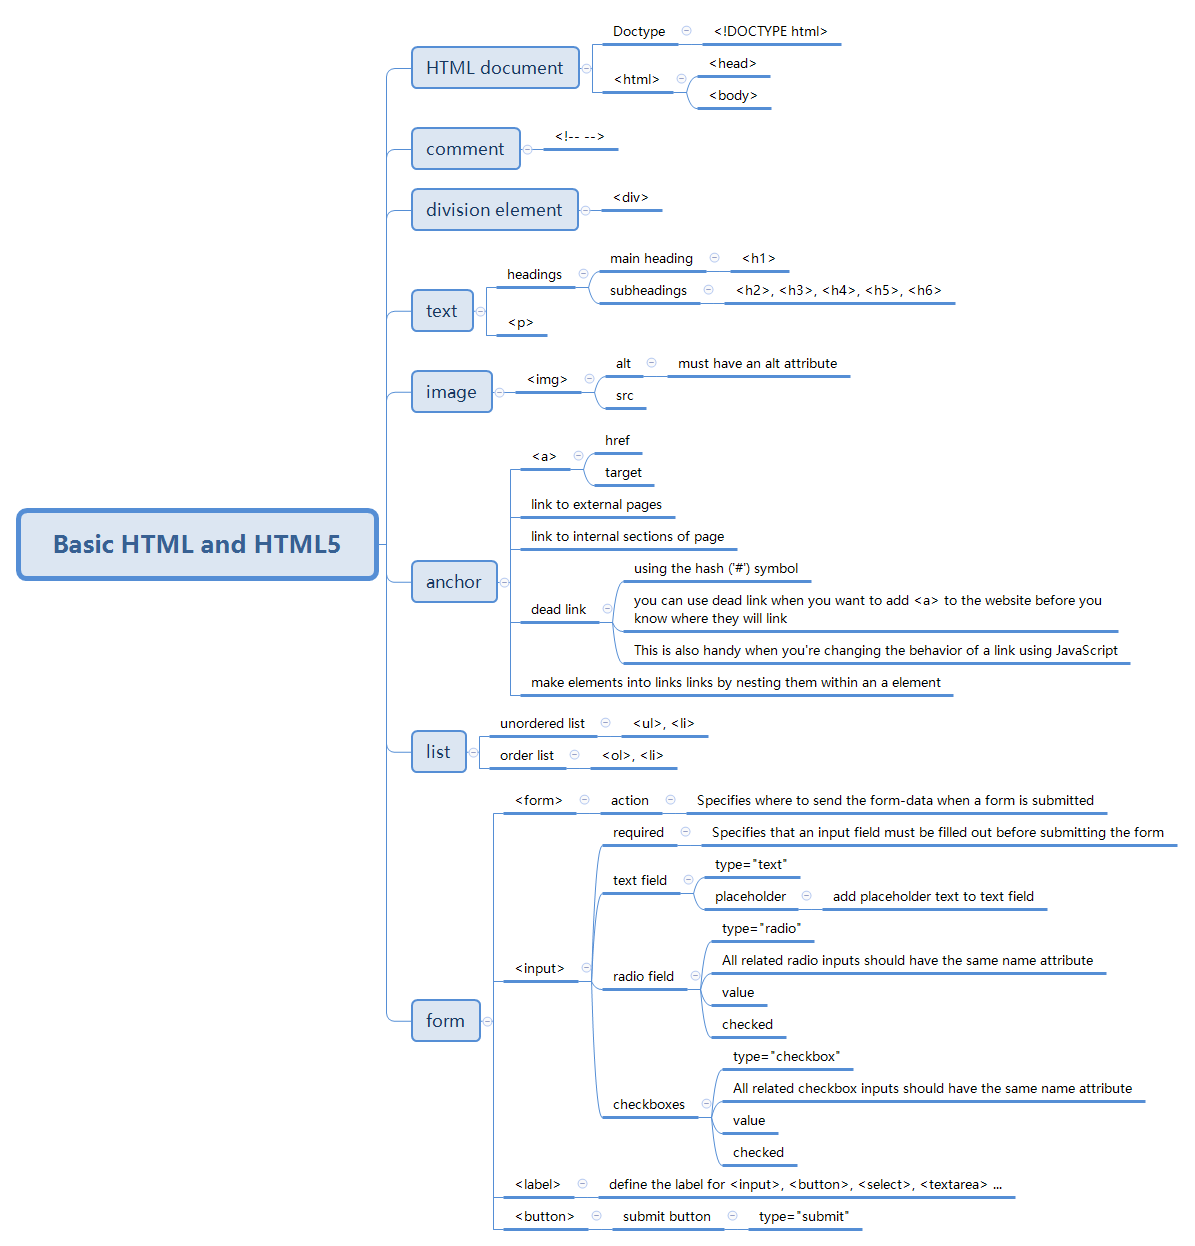 Basic HTML and HTML5
HTML document
Doctype
<!DOCTYPE html>
<html>
<head>
<body>
comment
<!-- -->
division element
<div>
text
headings
main heading
<h1>
subheadings
<h2>, <h3>, <h4>, <h5>, <h6>
<p>
image
<img>
alt
must have an alt attribute
src
anchor
<a>
href
target
link to external pages
link to internal sections of page
dead link
using the hash ('#') symbol
you can use dead link when you want to add <a> to the website before you
know where they will link
This is also handy when you're changing the behavior of a link using JavaScript
make elements into links links by nesting them within an a element
list
unordered list
<ul>, <li>
order list
<ol>, <li>
form
<form>
action
Specifies where to send the form-data when a form is submitted
<input>
required
Specifies that an input field must be filled out before submitting the form
text field
type="text"
placeholder
add placeholder text to text field
radio field
type="radio"
All related radio inputs should have the same name attribute
value
checked
checkboxes
type="checkbox"
All related checkbox inputs should have the same name attribute
value
checked
<label>
define the label for <input>, <button>, <select>, <textarea> ...
<button>
submit button
type="submit"